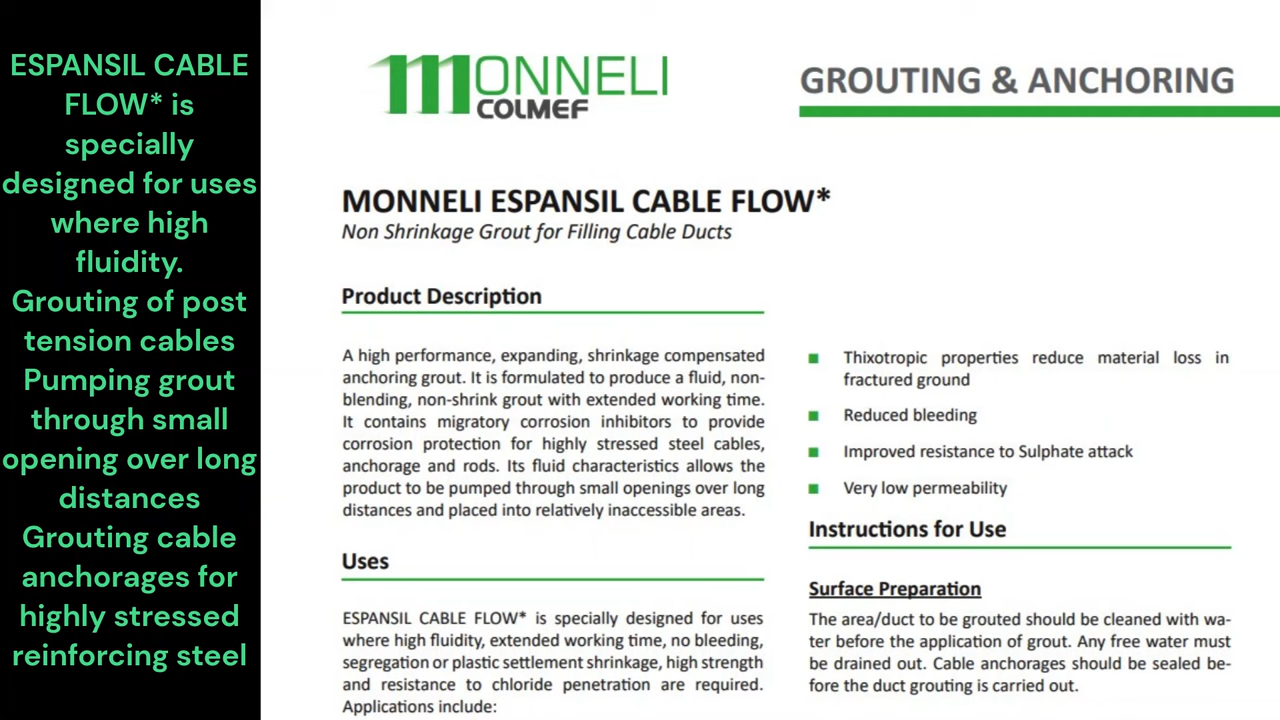 ESPANSIL CABLE
FLOW* is
specially
designed for uses
where high
fluidity.
Grouting of post
tension cables
Pumping grout
through small
opening over long
distances
Grouting cable
anchorages for
highly stressed
reinforcing steel
MONNELI
COLMEF
GROUTING & ANCHORING
MONNELI ESPANSIL CABLE FLOW*
Non Shrinkage Grout for Filling Cable Ducts
Product Description
A high performance, expanding, shrinkage compensated
anchoring grout. It is formulated to produce a fluid, non-
blending, non-shrink grout with extended working time.
It contains migratory corrosion inhibitors to provide
corrosion protection for highly stressed steel cables,
anchorage and rods. Its fluid characteristics allows the
product to be pumped through small openings over long
distances and placed into relatively inaccessible areas.
Uses
ESPANSIL CABLE FLOW* is specially designed for uses
where high fluidity, extended working time, no bleeding,
segregation or plastic settlement shrinkage, high strength
and resistance to chloride penetration are required.
Applications include:
Thixotropic properties reduce material loss in
fractured ground
Reduced bleeding
Improved resistance to Sulphate attack
Very low permeability
Instructions for Use
Surface Preparation
The area/duct to be grouted should be cleaned with wa-
ter before the application of grout. Any free water must
be drained out. Cable anchorages should be sealed be-
fore the duct grouting is carried out.